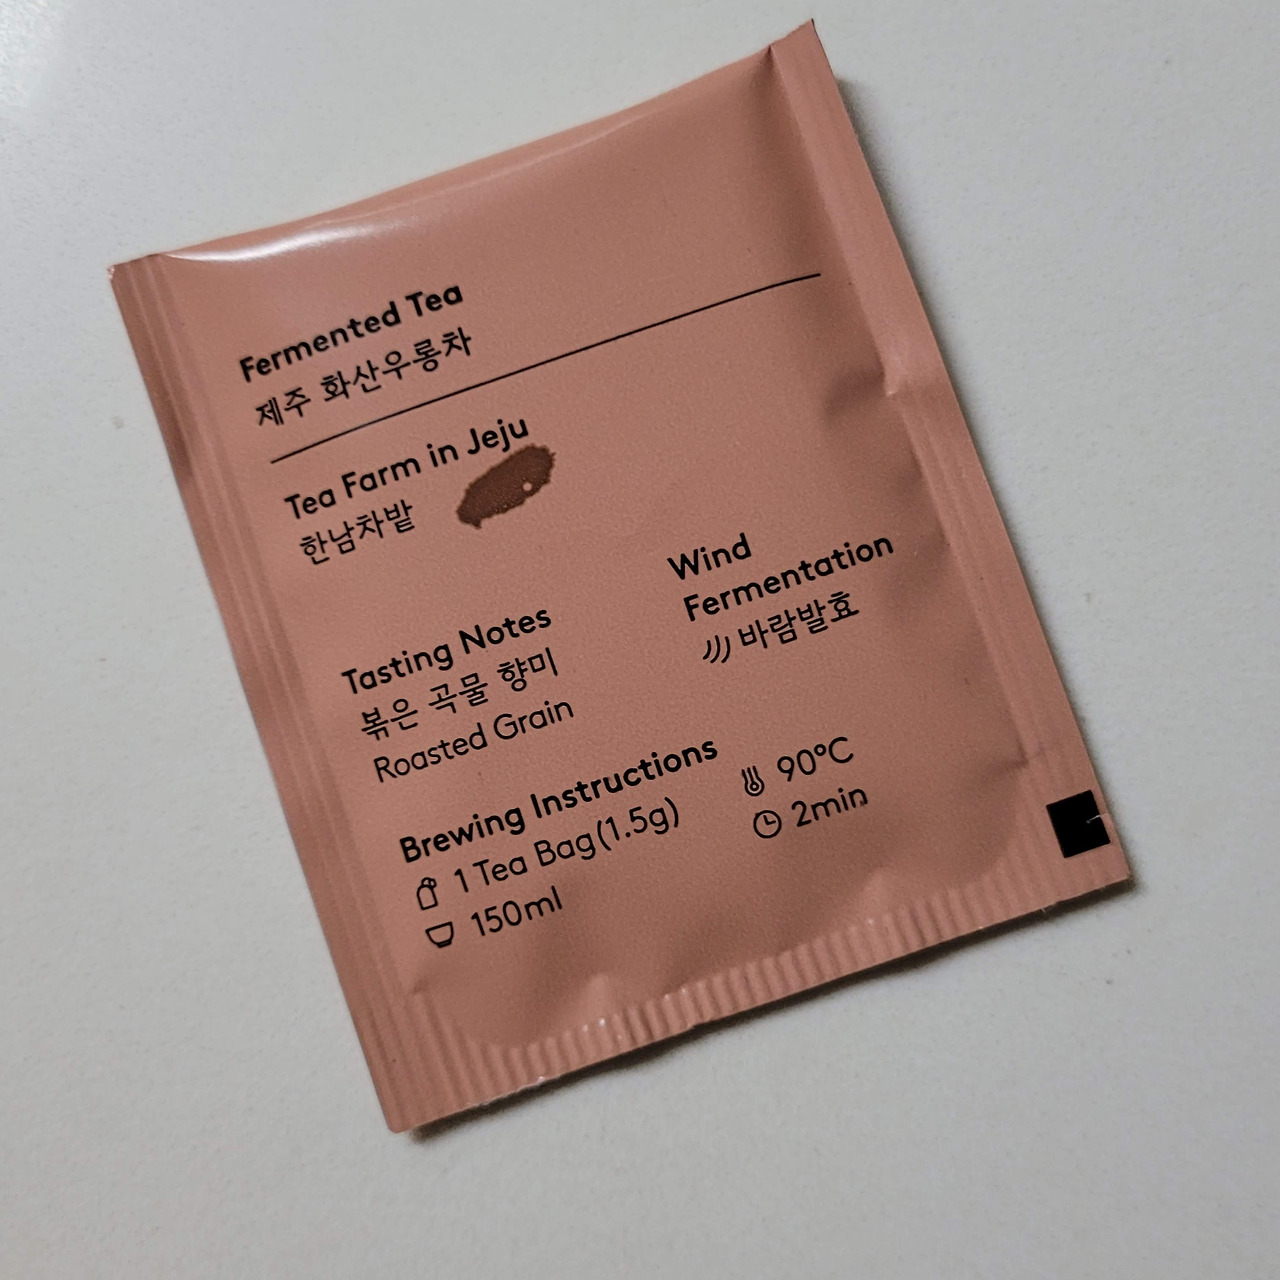 Fermented Tea
제주 화산우롱차
Tea Farm in Jeju
한남차밭
Wind
Fermentation
바람발효
Tasting Notes
볶은 곡물 향미
Roasted Grain
Brewing Instructions
1 Tea Bag(1.5g)
150ml
90°C
2min